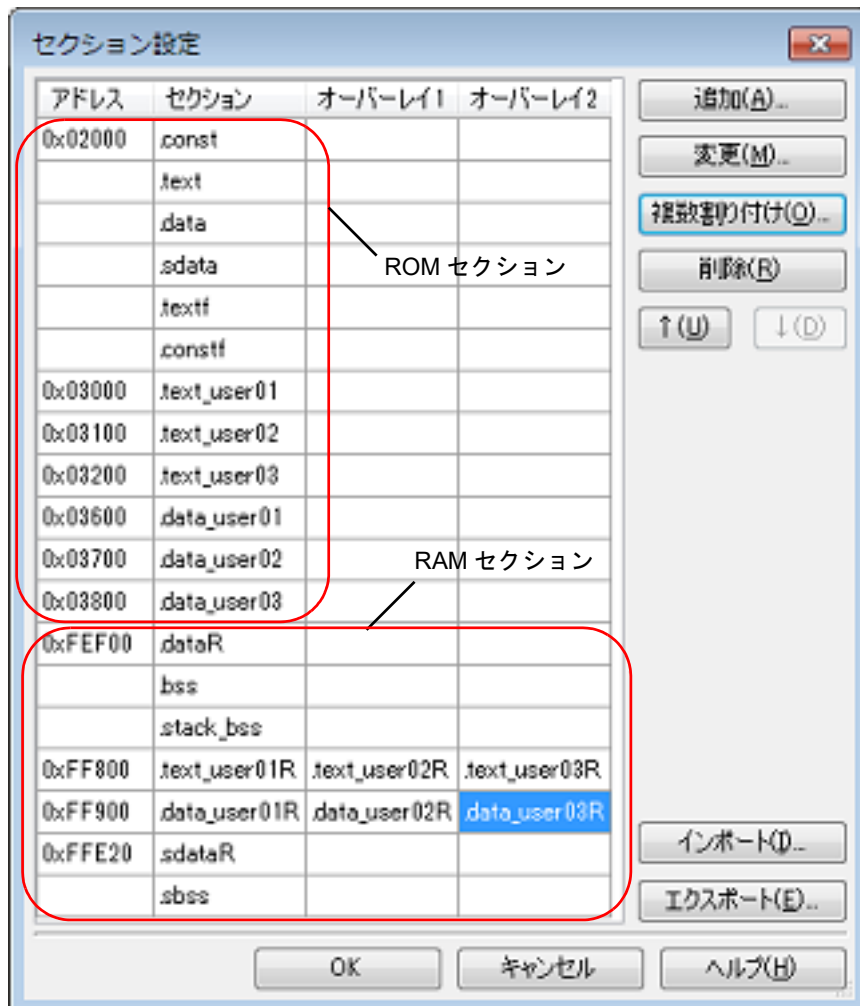 セクション設定
アドレス セクション オーバーレイ1 オーバーレイ2
0x02000 .const
.text
.data
.sdata
.textf
.constf
0x03000 .text_user01
0x03100 .text_user02
0x03200 .text_user03
0x03600 .data_user01
0x03700 .data_user02
0x03800 .data_user03
0xFEF00 .dataR
.bss
.stack_bss
0xFF800 .text_user01R .text_user02R .text_user03R
0xFF900 .data_user01R .data_user02R .data_user03R
0xFFE20 .sdataR
.sbss
ROM セクション
RAM セクション
追加(A)...
変更(M)...
複数割り付け(O)...
削除(R)
↑(U) ↓(D)
インポート(I)...
エクスポート(E)...
OK キャンセル ヘルプ(H)